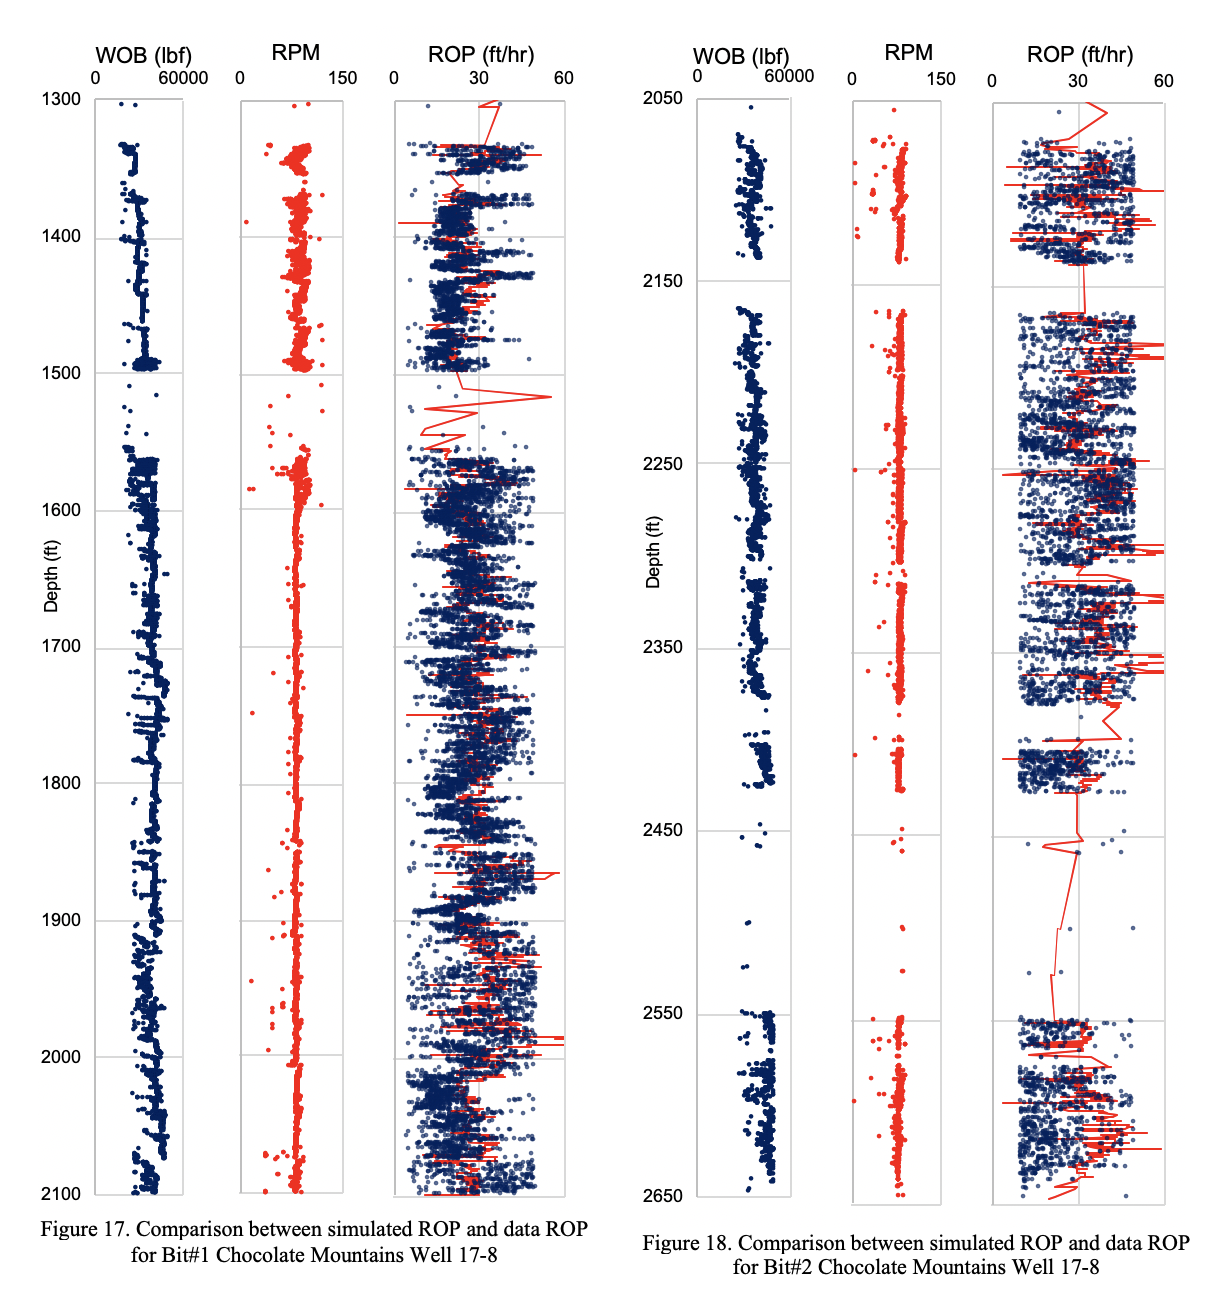 WOB (lbf) RPM ROP (ft/hr)
0 60000 0 150 0 30 60
1300
1400
1500
1600
Depth (ft)
1700
1800
1900
2000
2100
Figure 17. Comparison between simulated ROP and data ROP
for Bit#1 Chocolate Mountains Well 17-8
WOB (lbf) RPM ROP (ft/hr)
0 60000 0 150 0 30 60
2050
2150
2250
Depth (ft)
2350
2450
2550
2650
Figure 18. Comparison between simulated ROP and data ROP
for Bit#2 Chocolate Mountains Well 17-8